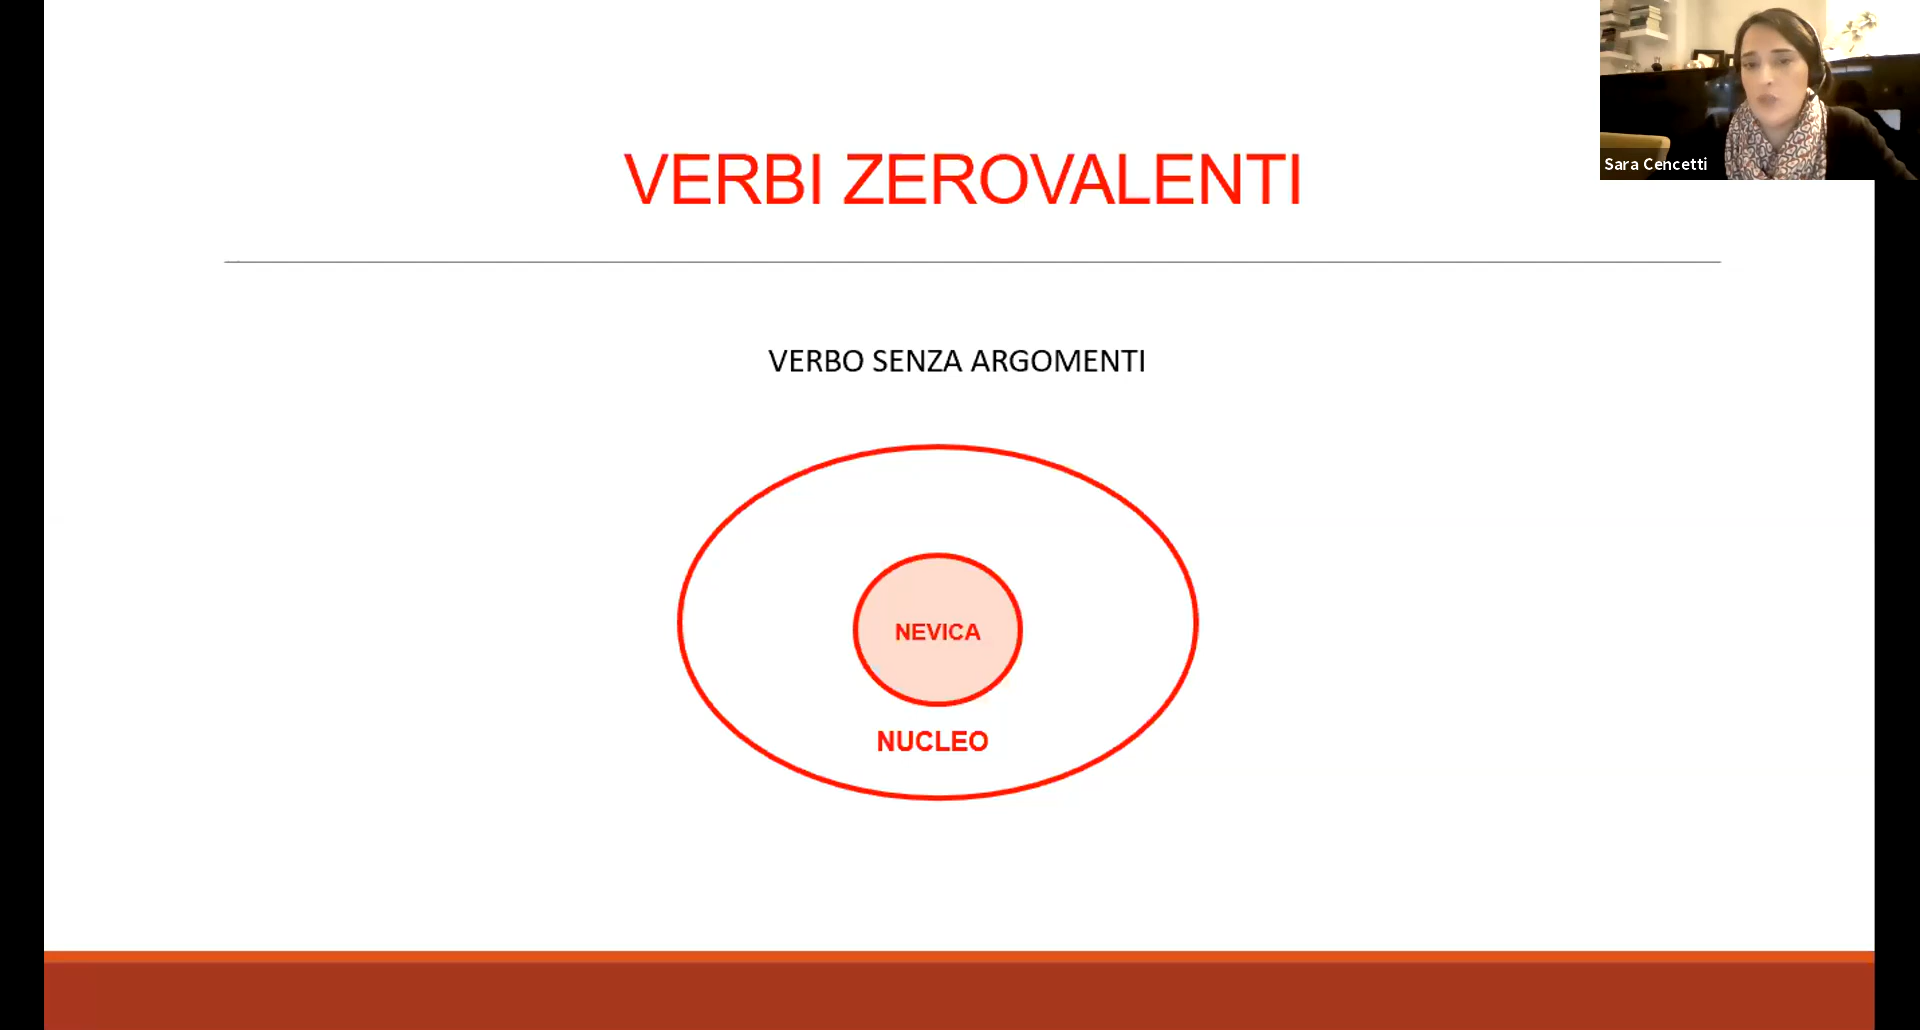 VERBI ZEROVALENTI
Sara Cencetti
VERBO SENZA ARGOMENTI
NEVICA
NUCLEO